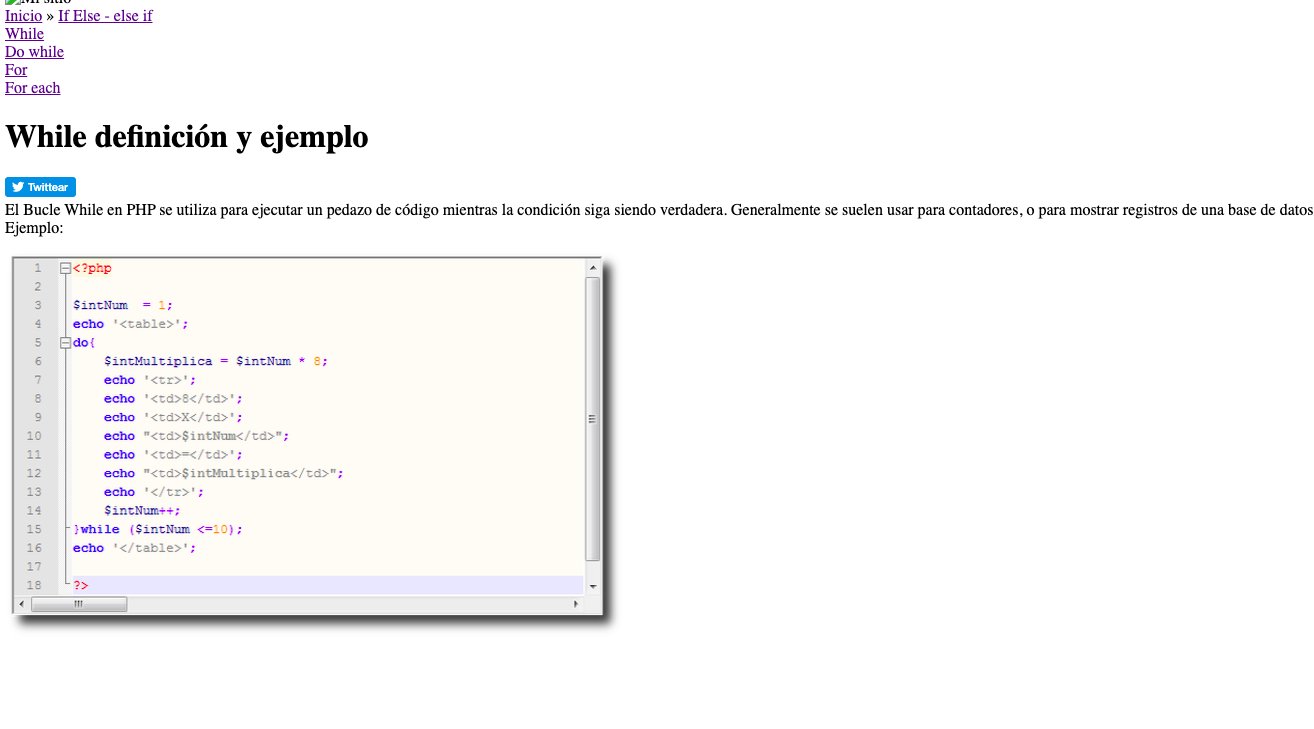 Mi sitio
Inicio » If Else - else if
While
Do while
For
For each
While definición y ejemplo
Twittear
El Bucle While en PHP se utiliza para ejecutar un pedazo de código mientras la condición siga siendo verdadera. Generalmente se suelen usar para contadores, o para mostrar registros de una base de datos
Ejemplo:
1 <?php
2
3 $intNum = 1;
4 echo '<table>';
5 do{
6 $intMultiplica = $intNum * 8;
7 echo '<tr>';
8 echo '<td>8</td>';
9 echo '<td>X</td>';
10 echo "<td>$intNum</td>";
11 echo '<td>=</td>';
12 echo "<td>$intMultiplica</td>";
13 echo '</tr>';
14 $intNum++;
15 }while ($intNum <=10);
16 echo '</table>';
17
18 ?>